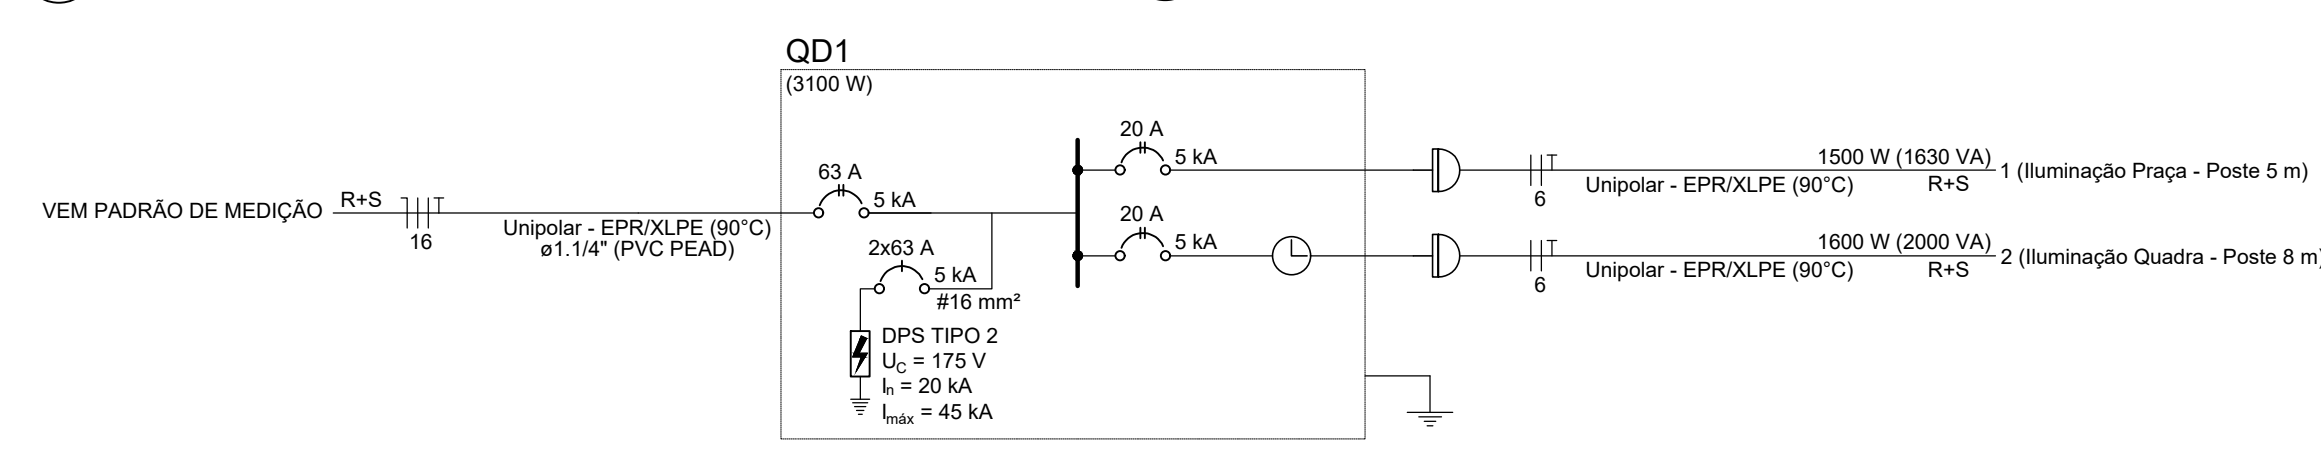 QD1
(3100 W)
VEM PADRÃO DE MEDIÇÃO
R+S
16
Unipolar - EPR/XLPE (90°C)
ø1.1/4" (PVC PEAD)
63 A
5 kA
2x63 A
5 kA
#16 mm²
DPS TIPO 2
UC = 175 V
In = 20 kA
Imáx = 45 kA
20 A
5 kA
6
1500 W (1630 VA)
Unipolar - EPR/XLPE (90°C)
R+S
1 (Iluminação Praça - Poste 5 m)
20 A
5 kA
6
1600 W (2000 VA)
Unipolar - EPR/XLPE (90°C)
R+S
2 (Iluminação Quadra - Poste 8 m)